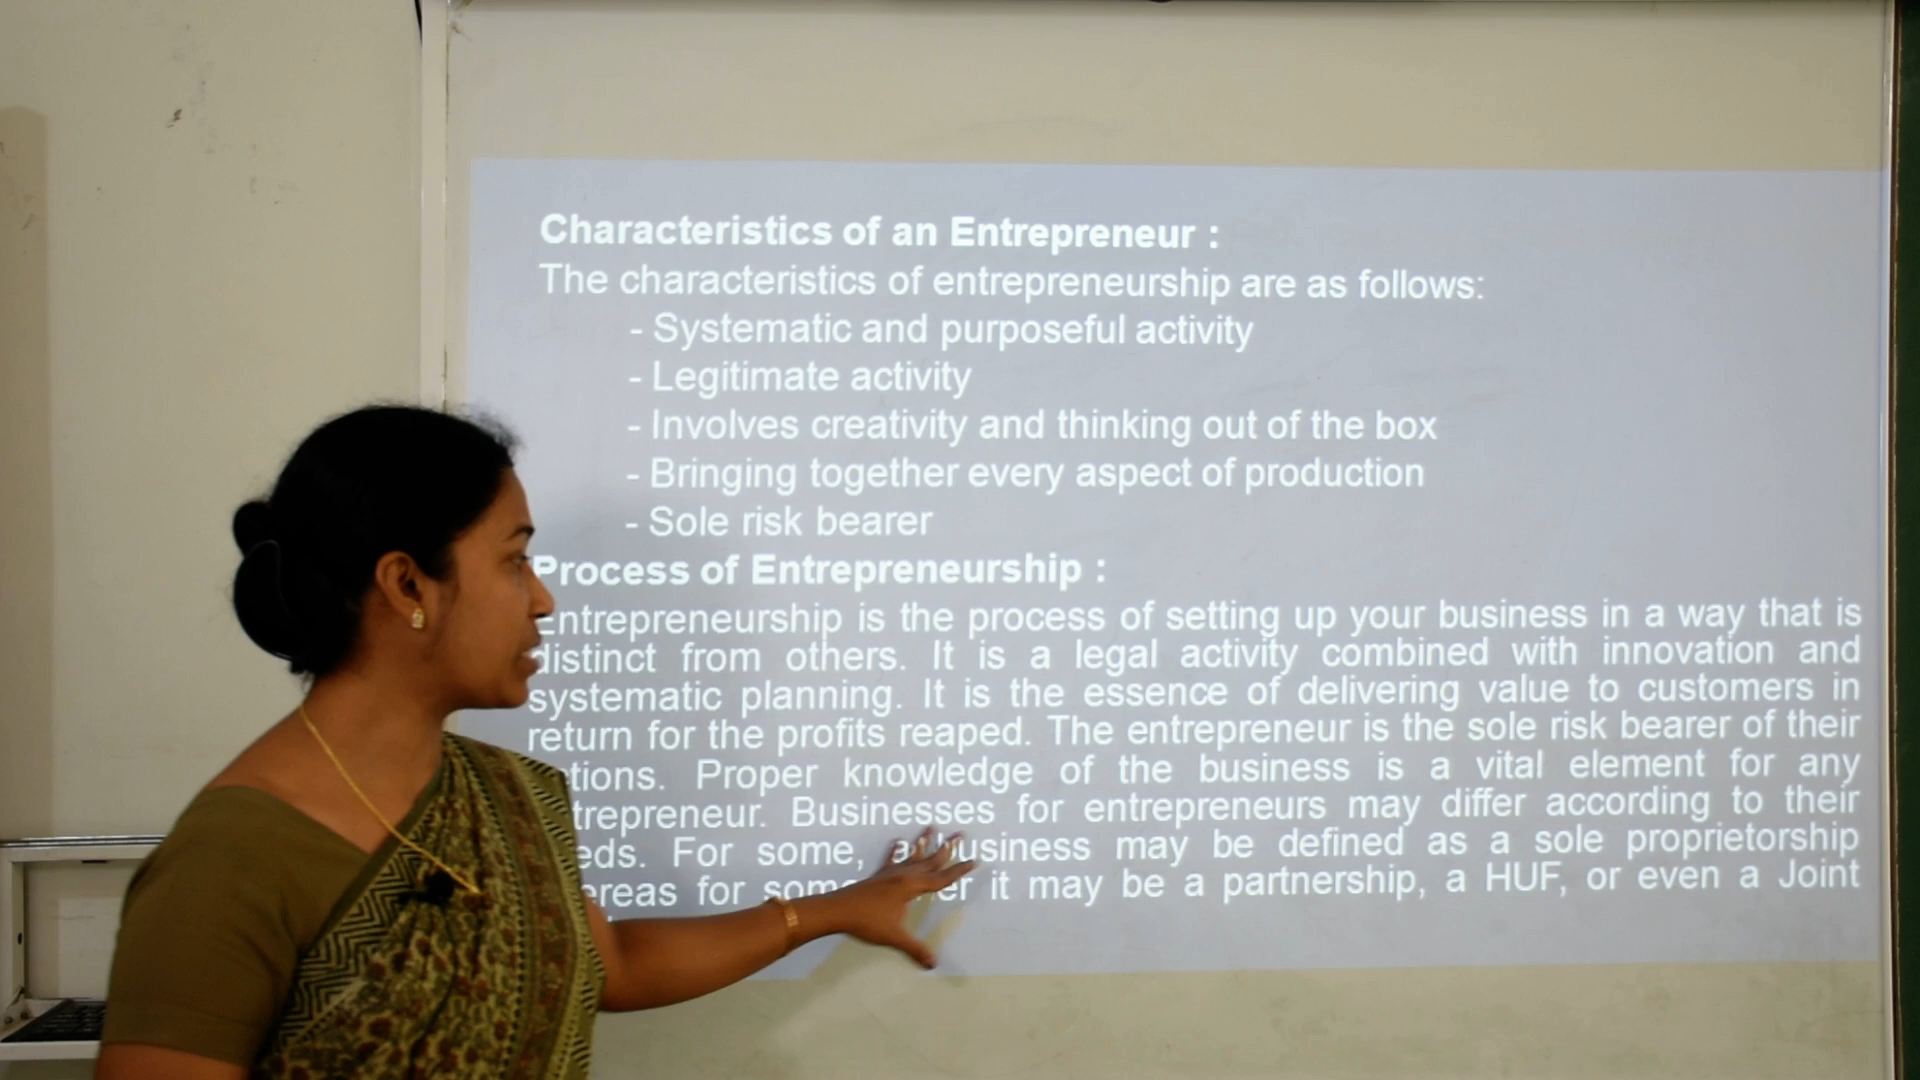 Characteristics of an Entrepreneur :
The characteristics of entrepreneurship are as follows:
- Systematic and purposeful activity
- Legitimate activity
- Involves creativity and thinking out of the box
- Bringing together every aspect of production
- Sole risk bearer
Process of Entrepreneurship :
Entrepreneurship is the process of setting up your business in a way that is
distinct from others. It is a legal activity combined with innovation and
systematic planning. It is the essence of delivering value to customers in
return for the profits reaped. The entrepreneur is the sole risk bearer of their
Proper knowledge of the business is a vital element for any
Businesses for entrepreneurs may differ according to their
For some, a business may be defined as a sole proprietorship
for some it may be a partnership, a HUF, or even a Joint